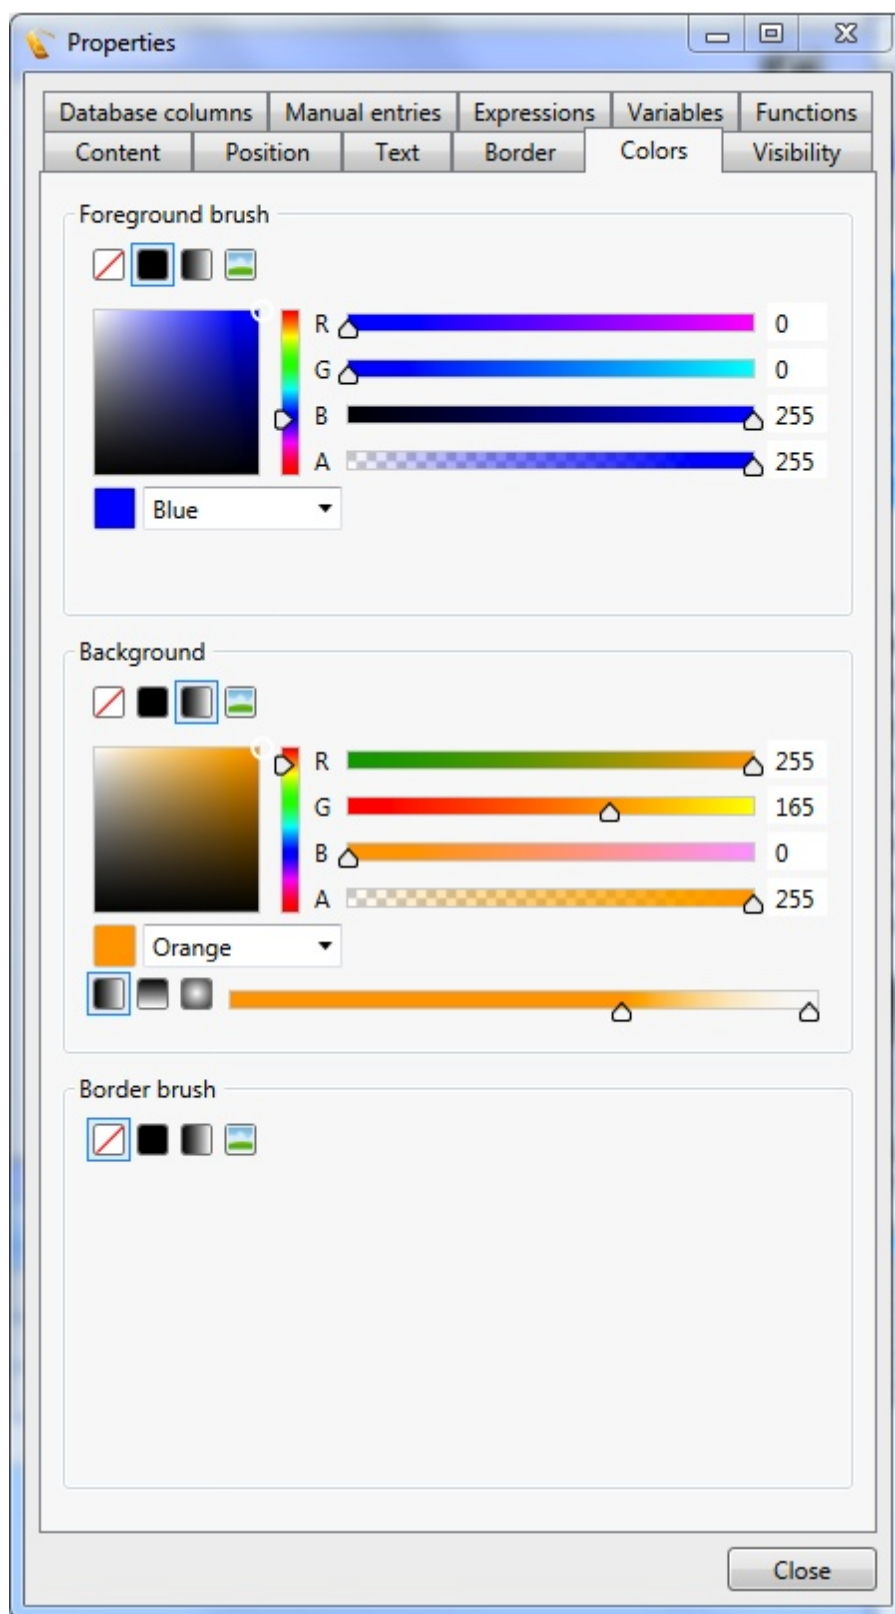 Properties
Database columns Manual entries Expressions Variables Functions
Content Position Text Border Colors Visibility
Foreground brush
R 0
G 0
B 255
A 255
Blue
Background
R 255
G 165
B 0
A 255
Orange
Border brush
Close